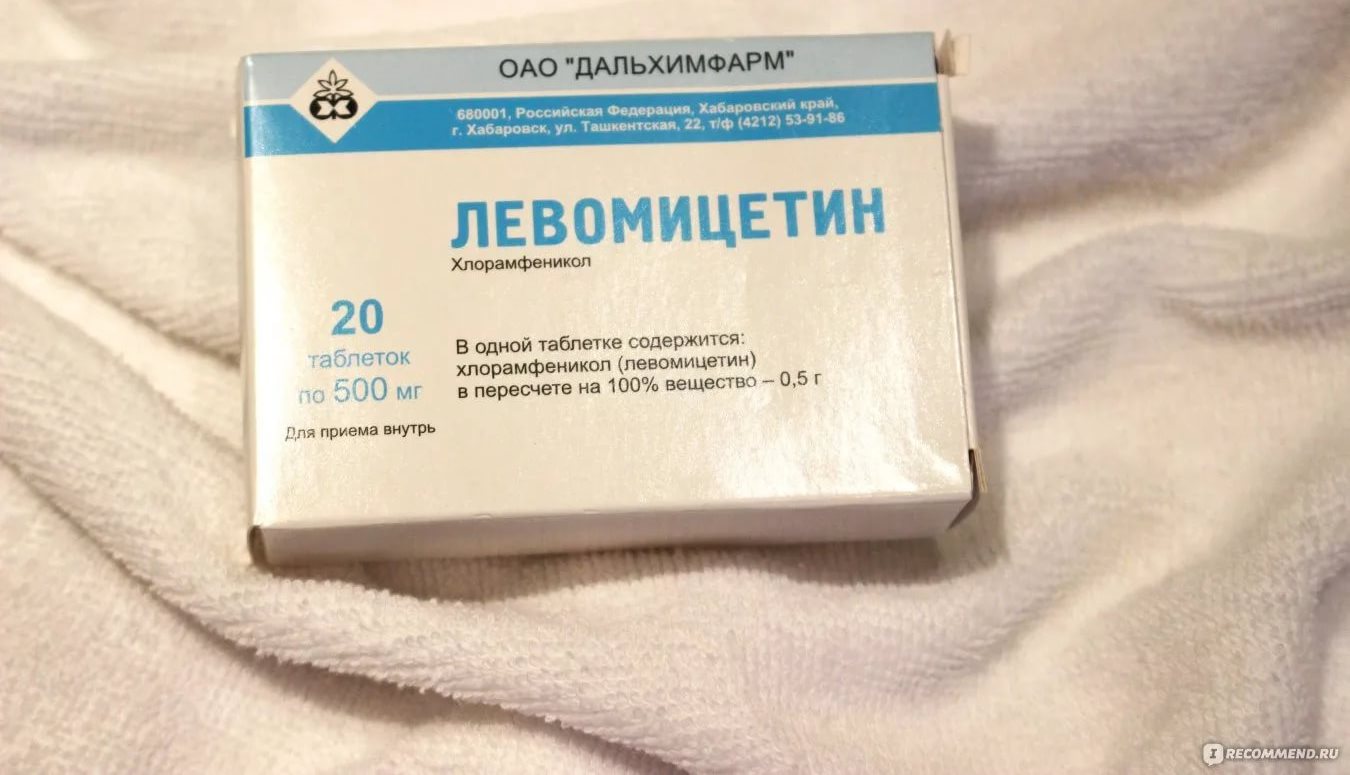 ОАО "ДАЛЬХИМФАРМ"
680001, Российская Федерация, Хабаровский край,
г. Хабаровск, ул. Ташкентская, 22, т/ф (4212) 53-91-86
ЛЕВОМИЦЕТИН
Хлорамфеникол
20
таблеток
по 500 мг
Для приема внутрь
В одной таблетке содержится:
хлорамфеникол (левомицетин)
в пересчете на 100% вещество – 0,5 г
IRECOMMEND.RU